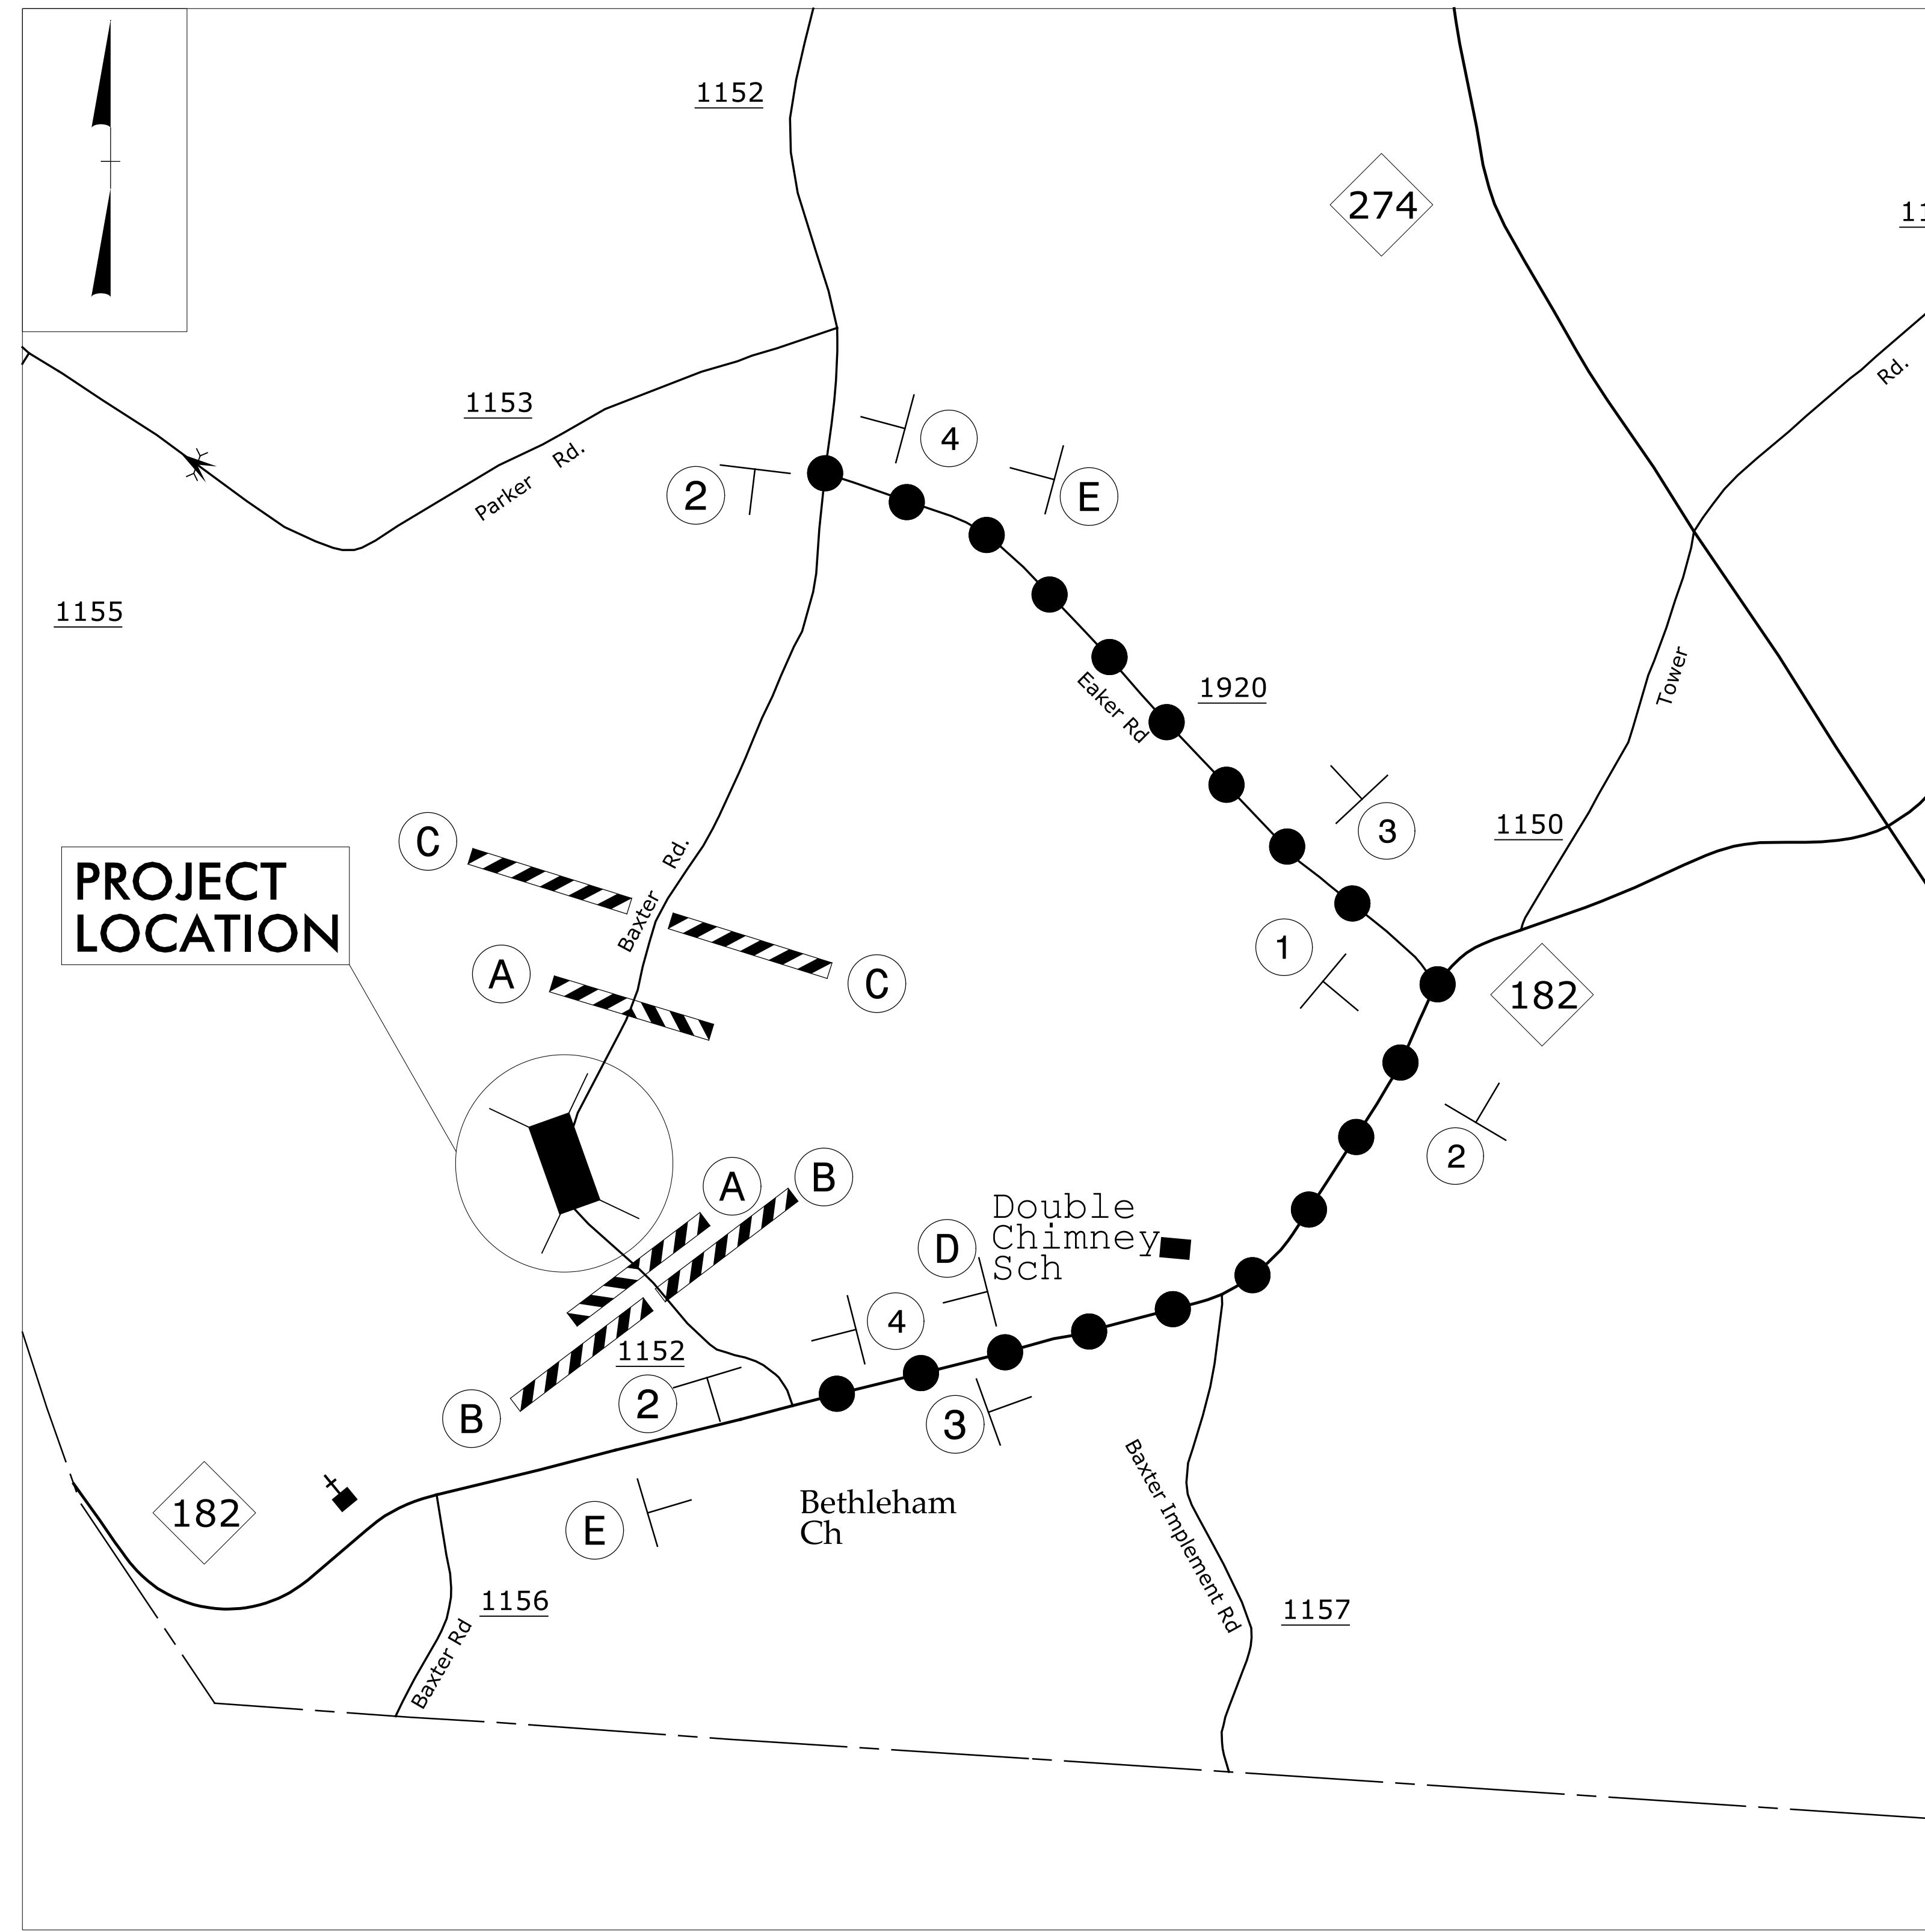 1152
274
11
1153
Parker Rd.
Rd.
4
2
E
1155
1920
Eaker Rd
Tower
C
3
1150
PROJECT
LOCATION
Baxter Rd.
1
A
C
182
2
A
B
Double
Chimney
Sch
D
4
1152
2
3
B
182
E
Bethleham
Ch
Baxter Implement Rd
1156
1157
Baxter Rd